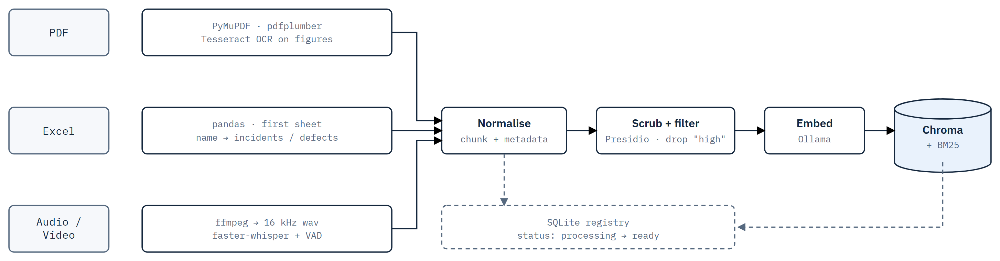 PDF
PyMuPDF · pdfplumber
Tesseract OCR on figures
Excel
pandas · first sheet
name → incidents / defects
Audio /
Video
ffmpeg → 16 kHz wav
faster-whisper + VAD
Normalise
chunk + metadata
Scrub + filter
Presidio · drop "high"
Embed
Ollama
Chroma
+ BM25
SQLite registry
status: processing → ready